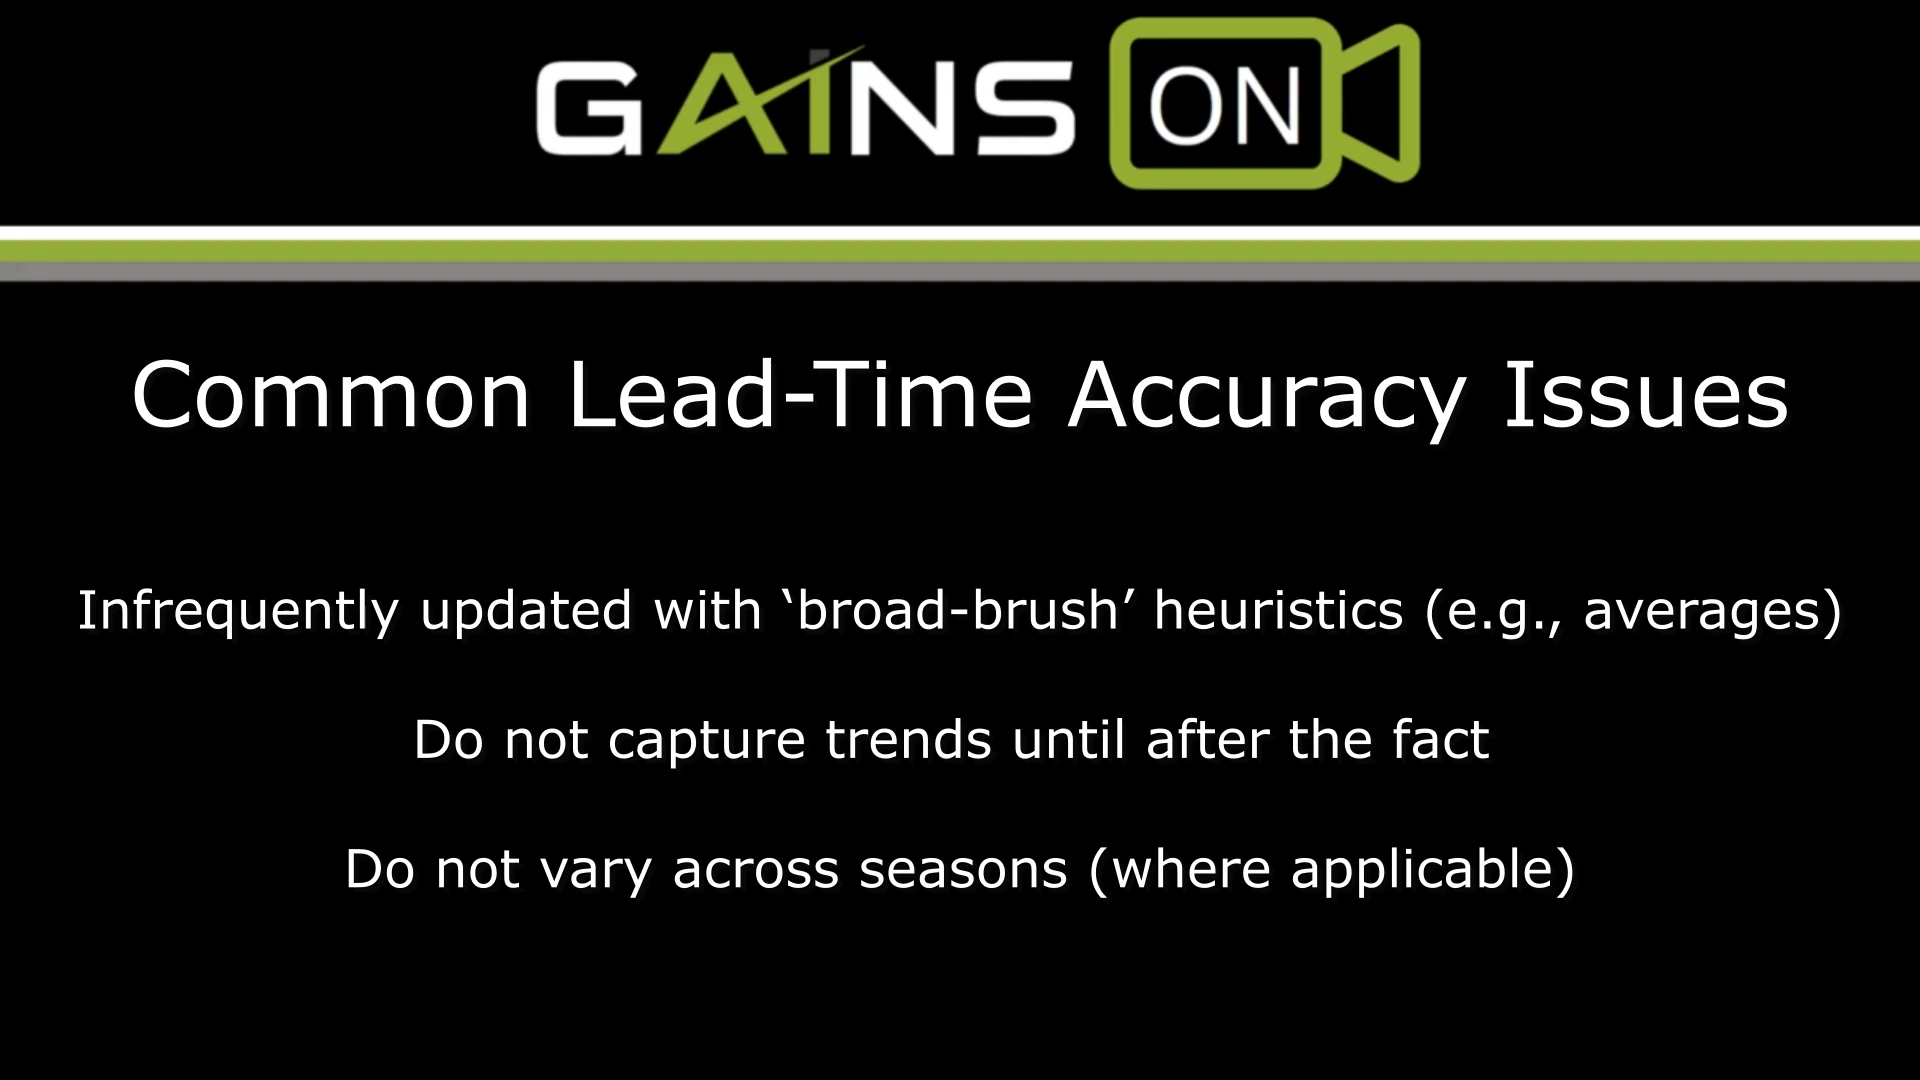 GAINS ON
Common Lead-Time Accuracy Issues
Infrequently updated with ‘broad-brush’ heuristics (e.g., averages)
Do not capture trends until after the fact
Do not vary across seasons (where applicable)